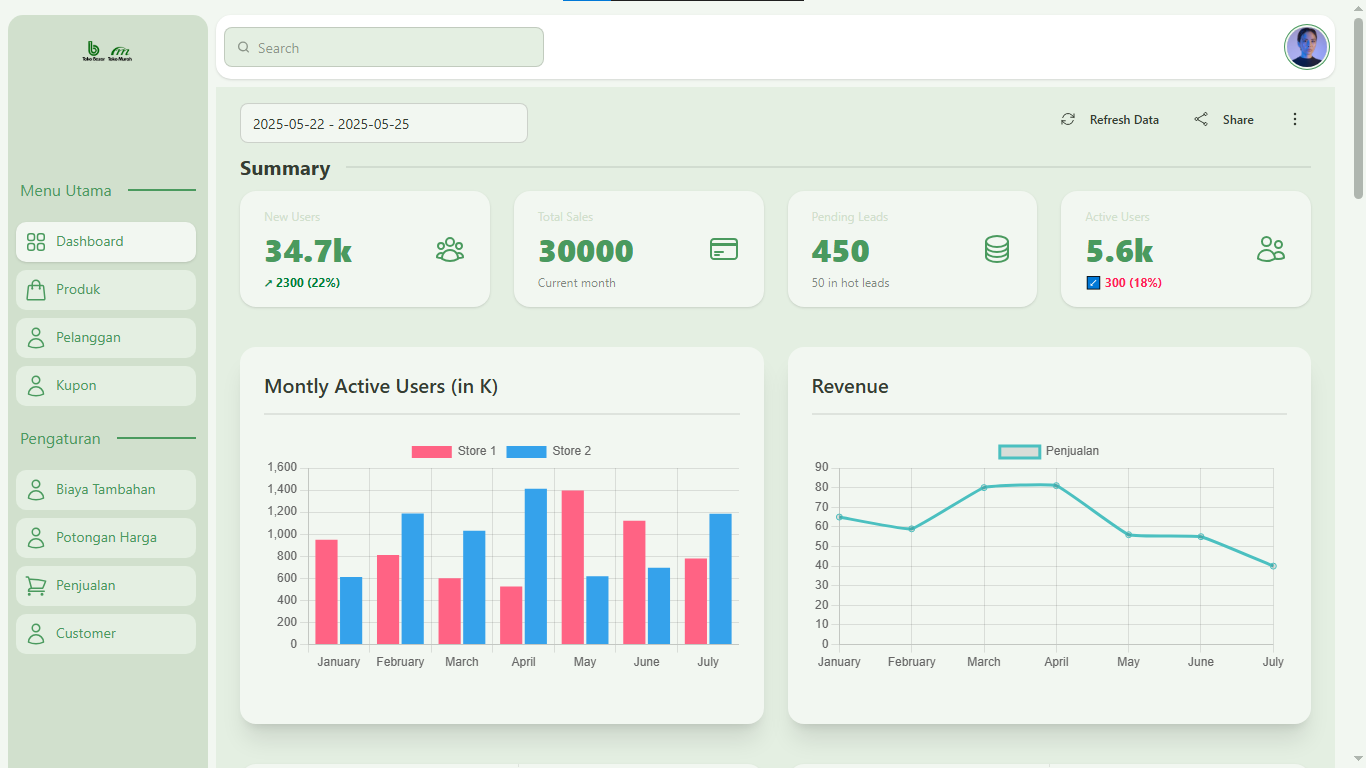 Toko Basar Toko Murah
Search
2025-05-22 - 2025-05-25
Refresh Data
Share
Menu Utama
Dashboard
Produk
Pelanggan
Kupon
Pengaturan
Biaya Tambahan
Potongan Harga
Penjualan
Customer
Summary
New Users
34.7k
↗ 2300 (22%)
Total Sales
30000
Current month
Pending Leads
450
50 in hot leads
Active Users
5.6k
↙ 300 (18%)
Montly Active Users (in K)
Store 1 Store 2
1,600
1,400
1,200
1,000
800
600
400
200
0
January February March April May June July
Revenue
Penjualan
90
80
70
60
50
40
30
20
10
0
January February March April May June July